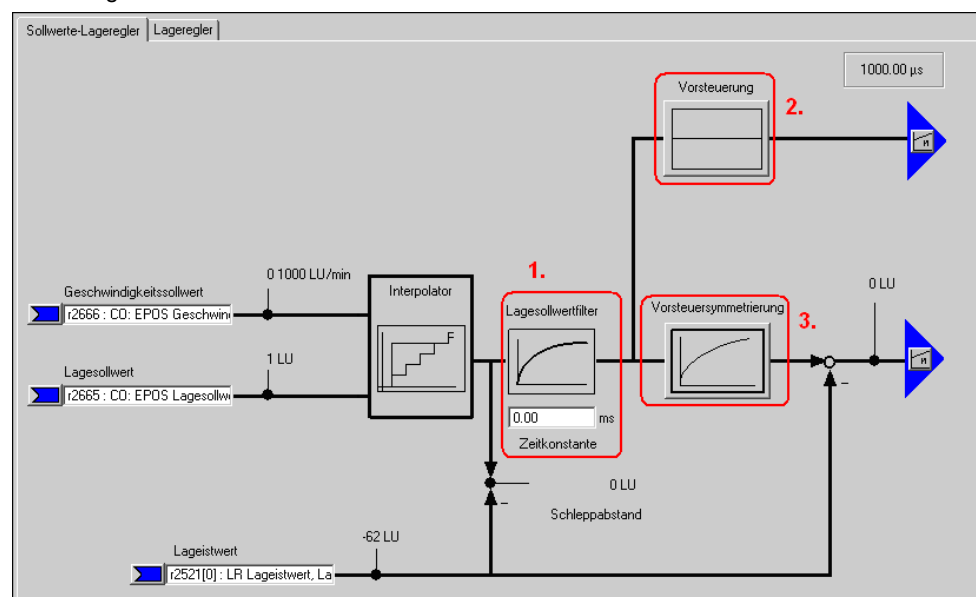 Sollwerte-Lageregler Lageregler
1000.00 µs
Vorsteuerung
2.
0 1000 LU/min
1.
0 LU
Geschwindigkeitssollwert
Interpolator
Lagesollwertfilter
Vorsteuersymmetrierung
3.
r2666 : CO: EPOS Geschwin
F
1 LU
Lagesollwert
r2665 : CO: EPOS Lagesollw
0.00 ms
Zeitkonstante
0 LU
Schleppabstand
-62 LU
Lageistwert
r2521[0] : LR Lageistwert, La